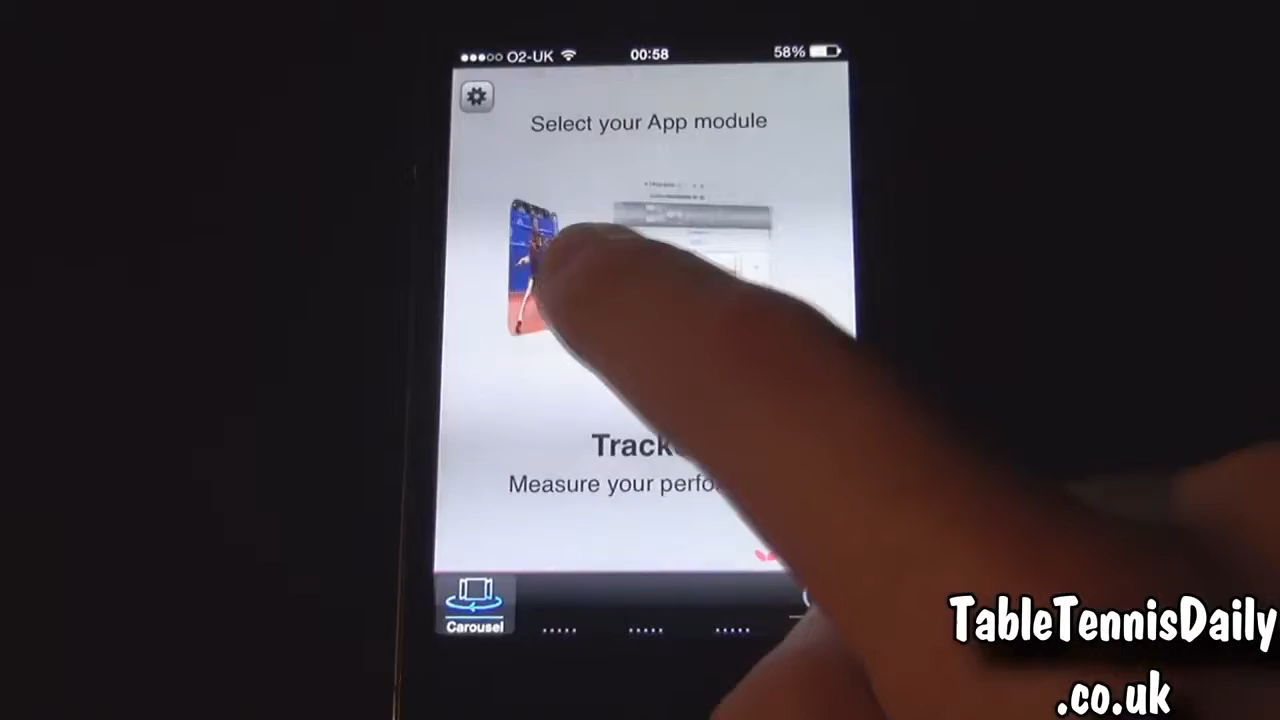 O2-UK 00:58 58%
Select your App module
Track
Measure your perfo
Carousel
TableTennisDaily
.co.uk